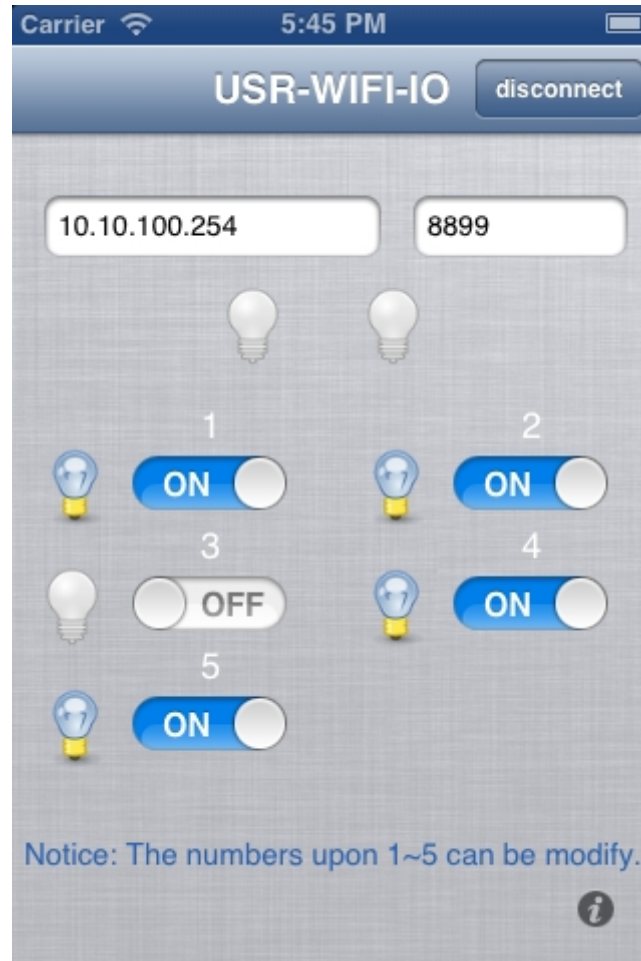 Carrier 5:45 PM
USR-WIFI-IO disconnect
10.10.100.254 8899
1 2
ON ON
3 4
OFF ON
5
ON
Notice: The numbers upon 1~5 can be modify.
i